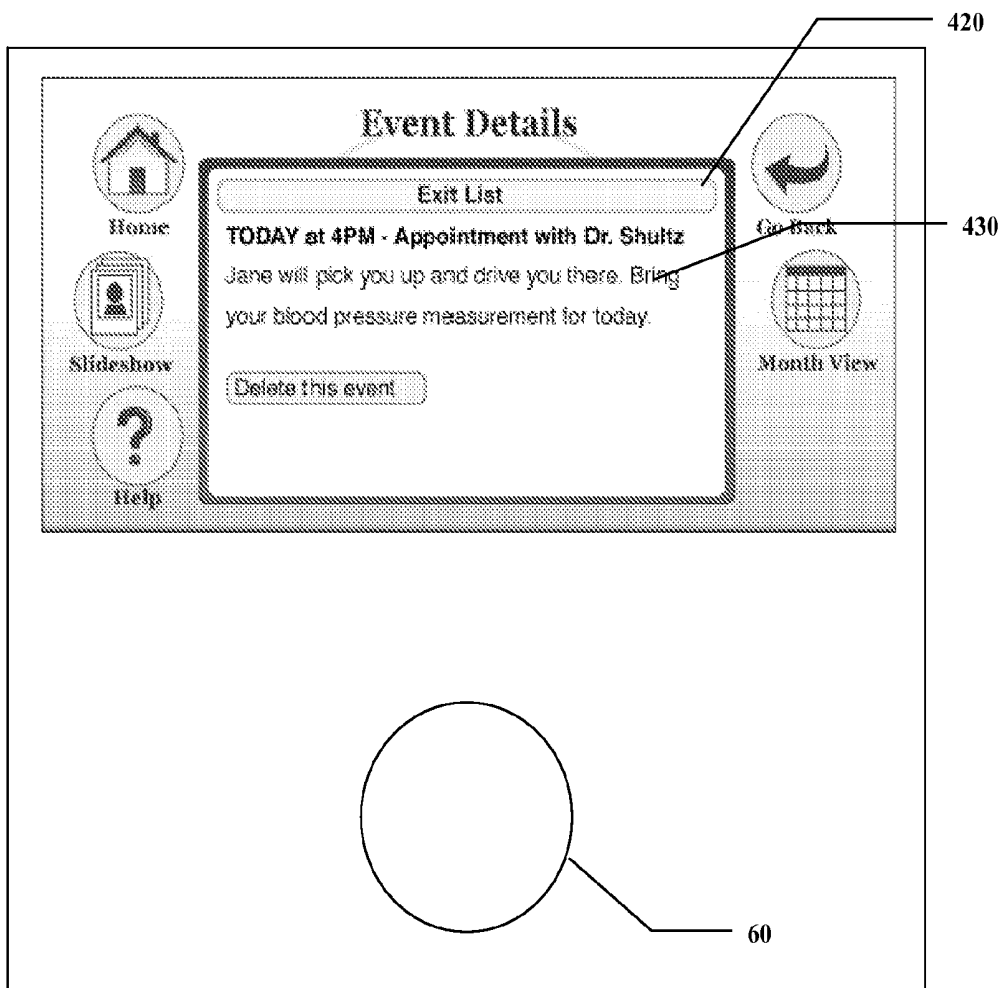 420
Event Details
Exit List
Home
Go Back
430
TODAY at 4PM - Appointment with Dr. Shultz
Jane will pick you up and drive you there. Bring
your blood pressure measurement for today.
Slideshow
Month View
Delete this event
?
Help
60